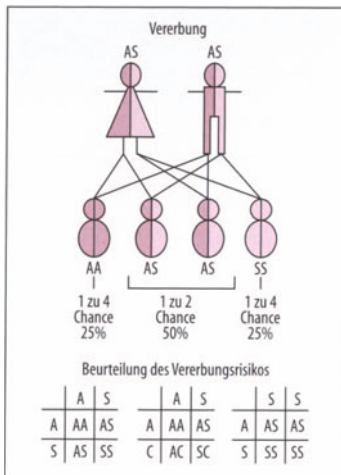 Vererbung
AS AS
AA AS AS SS
1 zu 4 1 zu 2 1 zu 4
Chance Chance Chance
25% 50% 25%
Beurteilung des Vererbungsrisikos
A S A S S S
A AA AS A AA AS A AS AS
S AS SS C AC SC S SS SS